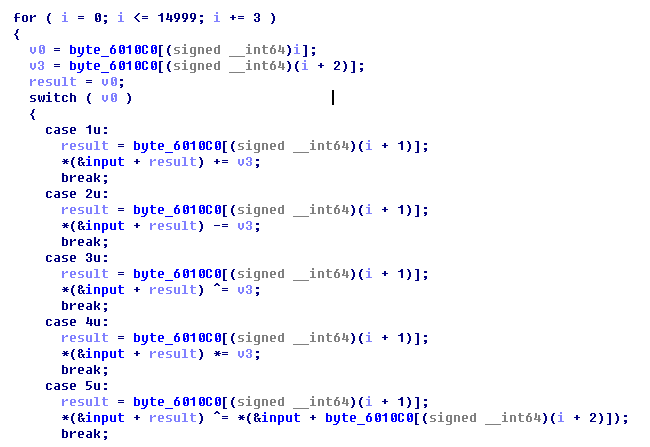 for ( i = 0; i <= 14999; i += 3 )
{
  v0 = byte_6010C0[(signed __int64)i];
  v3 = byte_6010C0[(signed __int64)(i + 2)];
  result = v0;
  switch ( v0 )
  {
    case 1u:
      result = byte_6010C0[(signed __int64)(i + 1)];
      *(&input + result) += v3;
      break;
    case 2u:
      result = byte_6010C0[(signed __int64)(i + 1)];
      *(&input + result) -= v3;
      break;
    case 3u:
      result = byte_6010C0[(signed __int64)(i + 1)];
      *(&input + result) ^= v3;
      break;
    case 4u:
      result = byte_6010C0[(signed __int64)(i + 1)];
      *(&input + result) *= v3;
      break;
    case 5u:
      result = byte_6010C0[(signed __int64)(i + 1)];
      *(&input + result) ^= *(&input + byte_6010C0[(signed __int64)(i + 2)]);
      break;